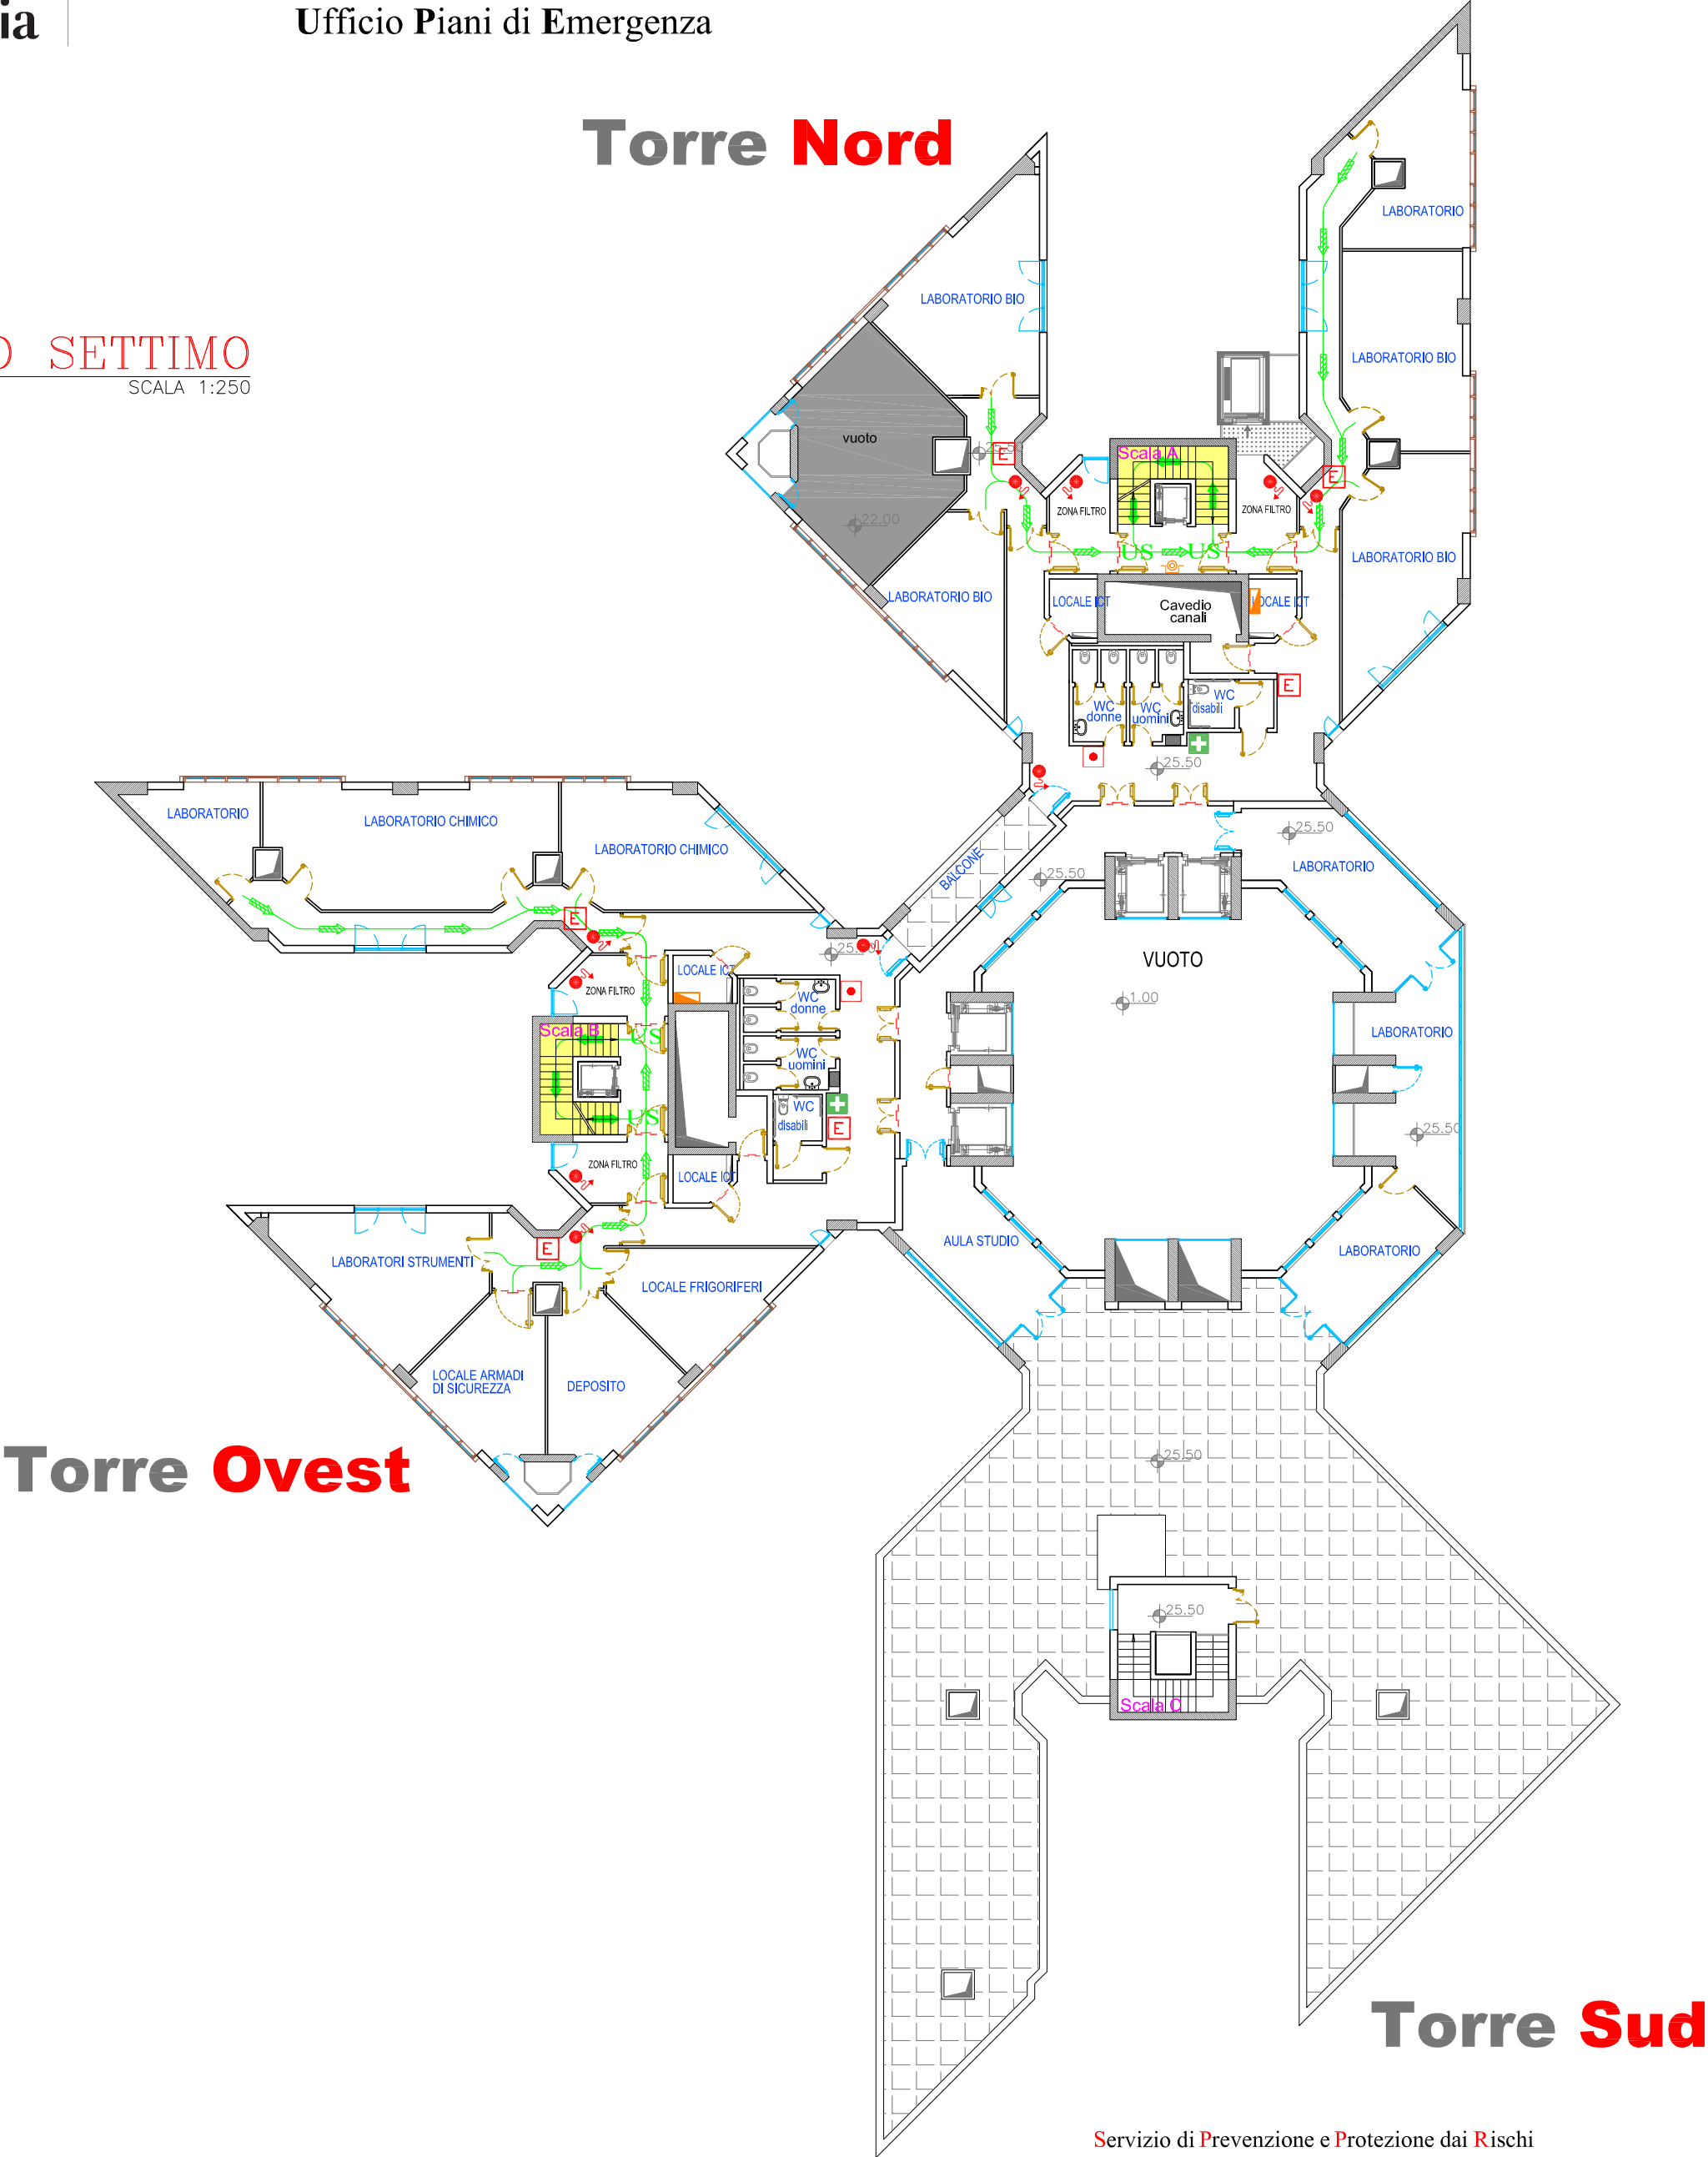 ia
Ufficio Piani di Emergenza
Torre Nord
O SETTIMO
SCALA 1:250
LABORATORIO
LABORATORIO BIO
LABORATORIO BIO
vuoto
22.00
Scala A
ZONA FILTRO
ZONA FILTRO
E
E
US
US
LABORATORIO BIO
LABORATORIO BIO
LOCALE ICT
Cavedio
canali
LOCALE ICT
WC
donne
WC
uomini
WC
disabili
E
25.50
LABORATORIO
LABORATORIO CHIMICO
LABORATORIO CHIMICO
BALCONE
25.50
25.50
LABORATORIO
E
LOCALE ICT
ZONA FILTRO
WC
donne
VUOTO
1.00
Scala B
US
WC
uomini
LABORATORIO
US
WC
disabili
E
25.50
ZONA FILTRO
LOCALE ICT
E
LABORATORI STRUMENTI
LOCALE FRIGORIFERI
AULA STUDIO
LABORATORIO
LOCALE ARMADI
DI SICUREZZA
DEPOSITO
Torre Ovest
25.50
25.50
Scala C
Torre Sud
Servizio di Prevenzione e Protezione dai Rischi